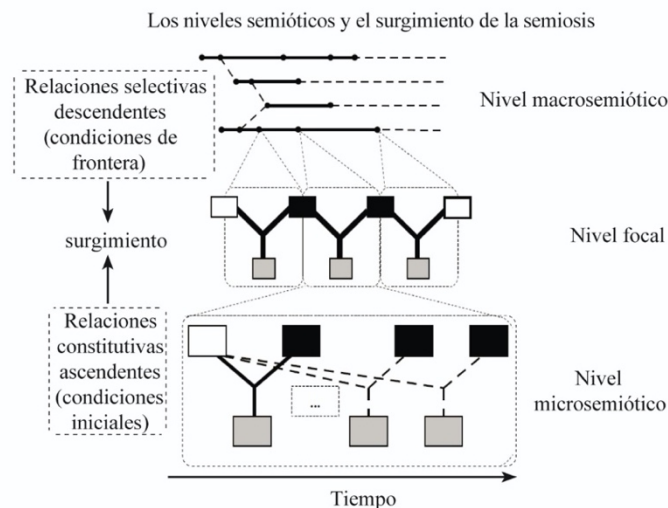 Los niveles semióticos y el surgimiento de la semiosis
Relaciones selectivas
descendentes
(condiciones de
frontera)
Nivel macrosemiótico
surgimiento
Nivel focal
Relaciones
constitutivas
ascendentes
(condiciones
iniciales)
...
Nivel
microsemiótico
Tiempo